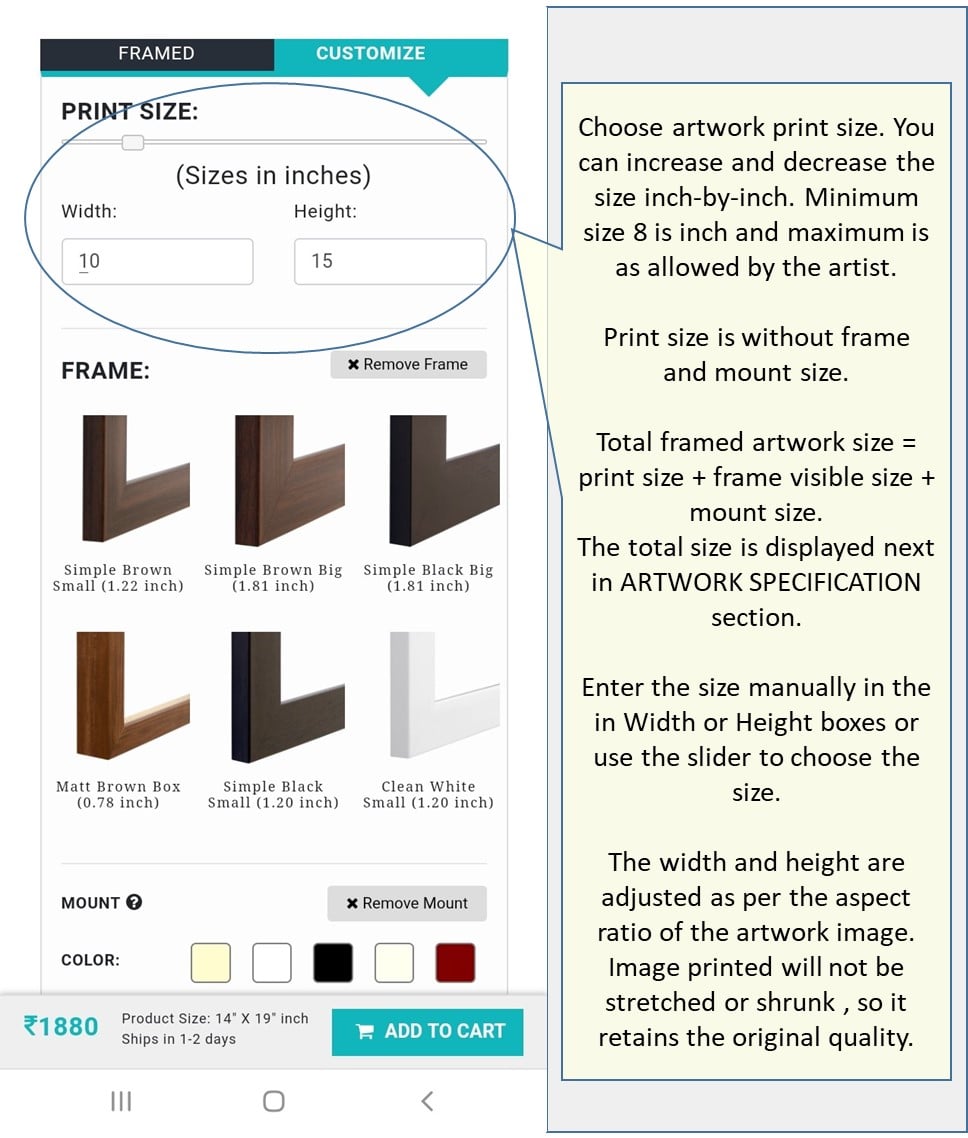 FRAMED
CUSTOMIZE
PRINT SIZE:
(Sizes in inches)
Width:
Height:
10
15
FRAME:
✖ Remove Frame
Simple Brown
Small (1.22 inch)
Simple Brown Big
(1.81 inch)
Simple Black Big
(1.81 inch)
Matt Brown Box
(0.78 inch)
Simple Black
Small (1.20 inch)
Clean White
Small (1.20 inch)
MOUNT ?
✖ Remove Mount
COLOR:
₹1880
Product Size: 14" X 19" inch
Ships in 1-2 days
ADD TO CART
Choose artwork print size. You
can increase and decrease the
size inch-by-inch. Minimum
size 8 is inch and maximum is
as allowed by the artist.
Print size is without frame
and mount size.
Total framed artwork size =
print size + frame visible size +
mount size.
The total size is displayed next
in ARTWORK SPECIFICATION
section.
Enter the size manually in the
in Width or Height boxes or
use the slider to choose the
size.
The width and height are
adjusted as per the aspect
ratio of the artwork image.
Image printed will not be
stretched or shrunk , so it
retains the original quality.